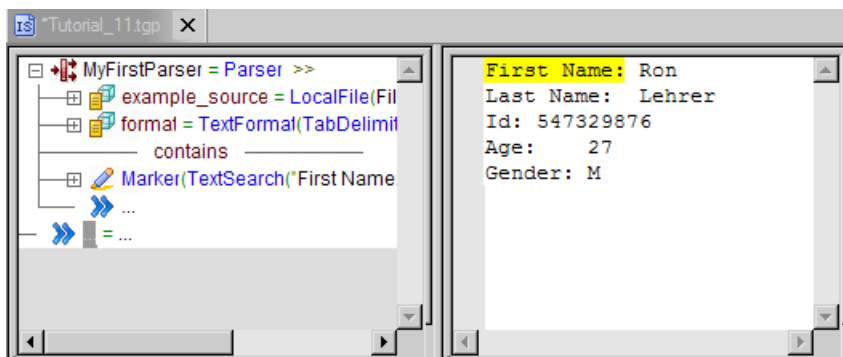 *Tutorial_11.tgp
MyFirstParser = Parser >>
example_source = LocalFile(Fil
format = TextFormat(TabDelimit
contains
Marker(TextSearch("First Name
...
... = ...
First Name: Ron
Last Name:  Lehrer
Id: 547329876
Age:    27
Gender: M